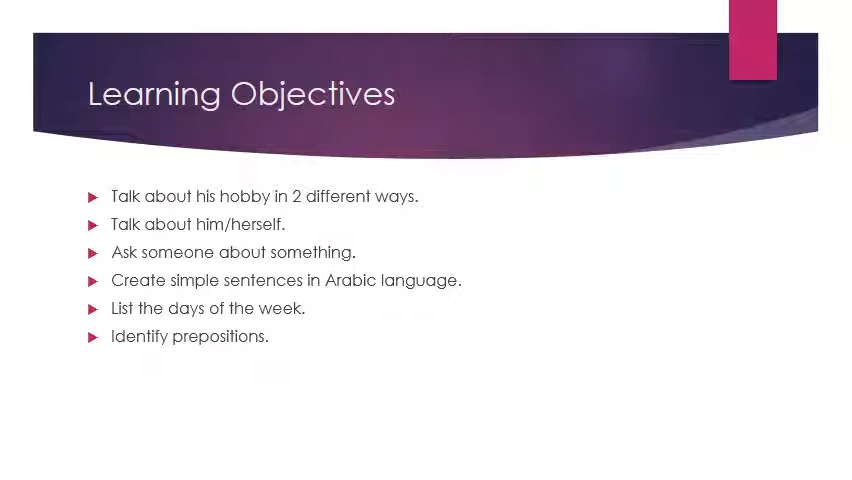 Learning Objectives
Talk about his hobby in 2 different ways.
Talk about him/herself.
Ask someone about something.
Create simple sentences in Arabic language.
List the days of the week.
Identify prepositions.